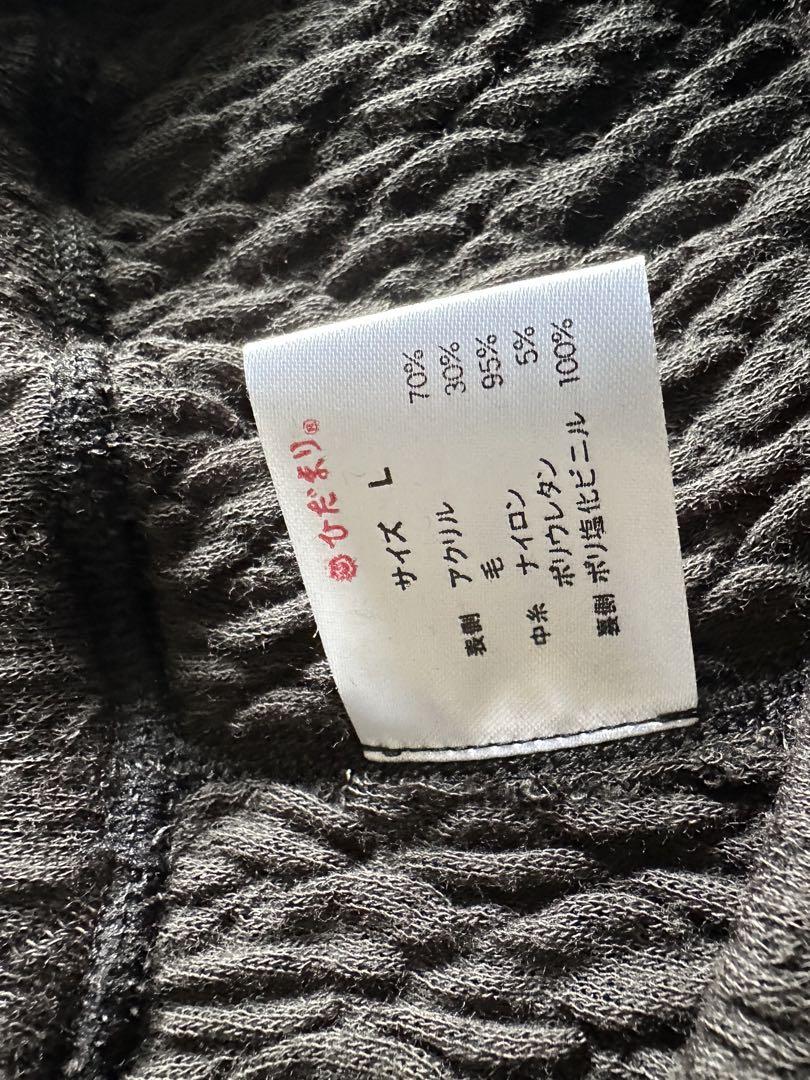 ひだまり®
サイズ L
表側 アクリル 70%
毛 30%
中糸 ナイロン 95%
ポリウレタン 5%
裏側 ポリ塩化ビニル 100%